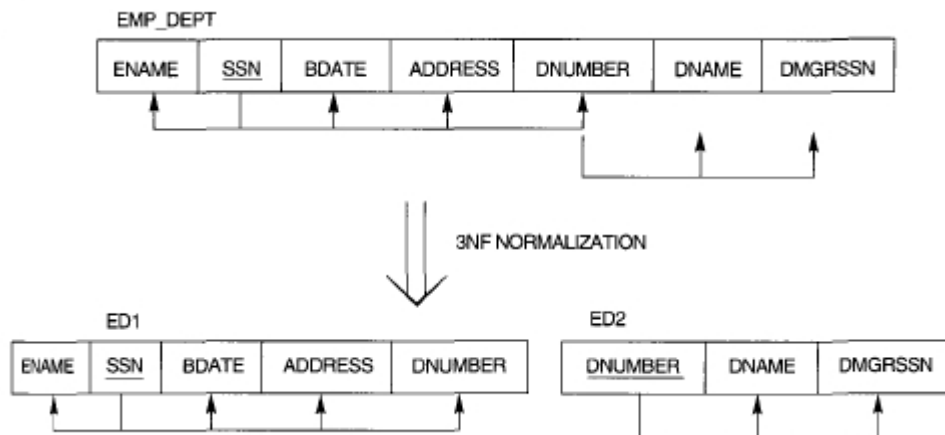 EMP_DEPT
ENAME SSN BDATE ADDRESS DNUMBER DNAME DMGRSSN
3NF NORMALIZATION
ED1
ENAME SSN BDATE ADDRESS DNUMBER
ED2
DNUMBER DNAME DMGRSSN